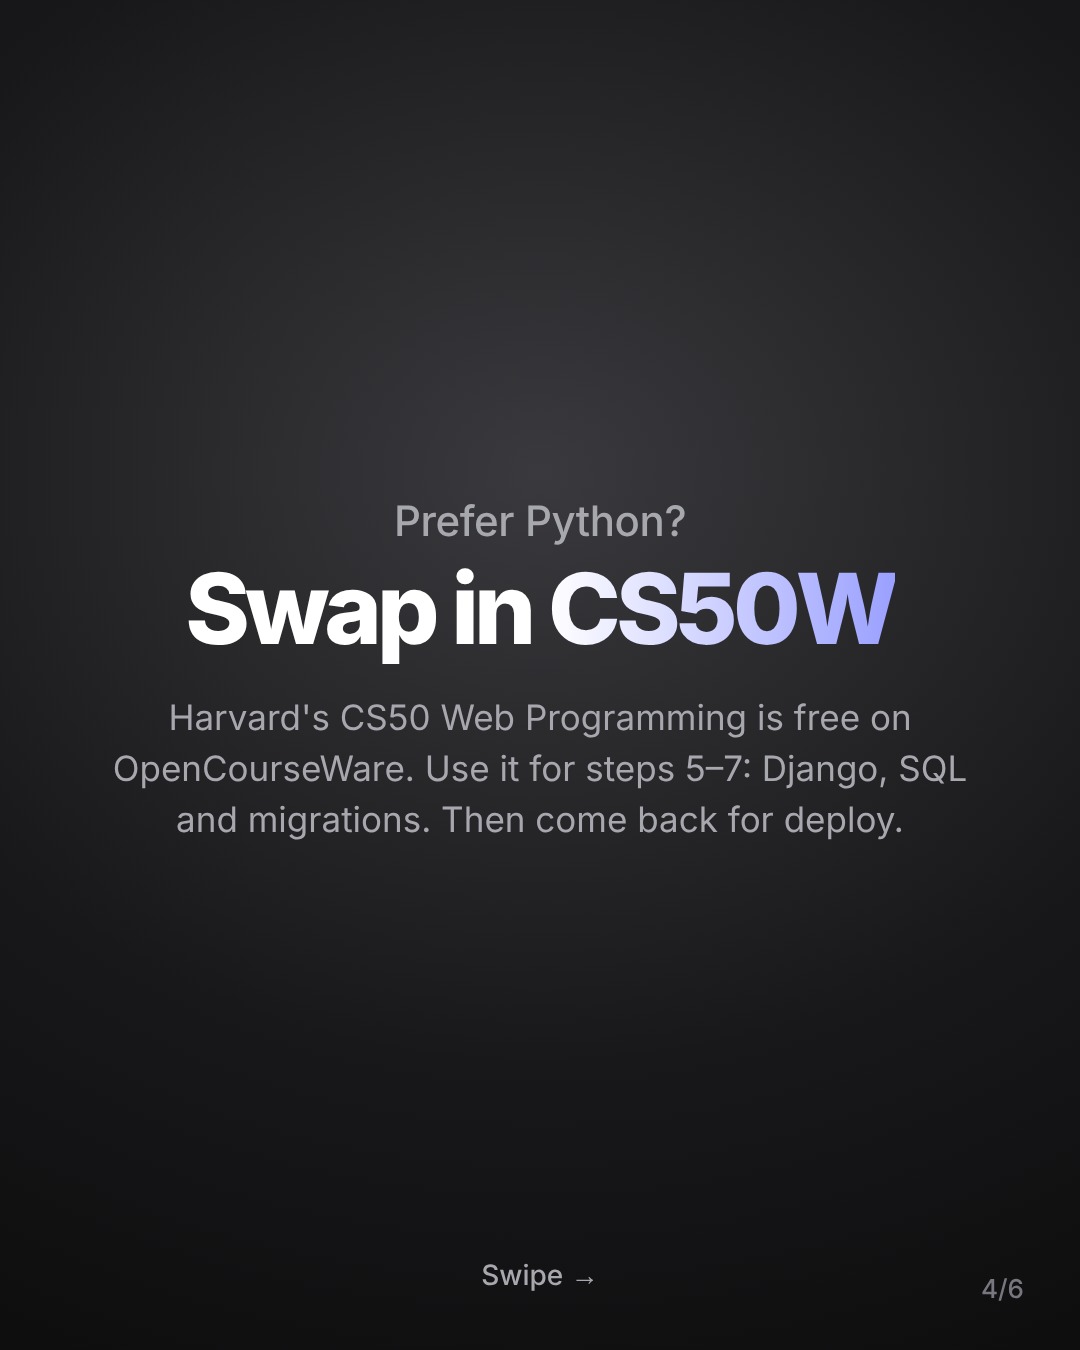 Prefer Python?
Swap in CS50W
Harvard's CS50 Web Programming is free on
OpenCourseWare. Use it for steps 5–7: Django, SQL
and migrations. Then come back for deploy.
Swipe →
4/6